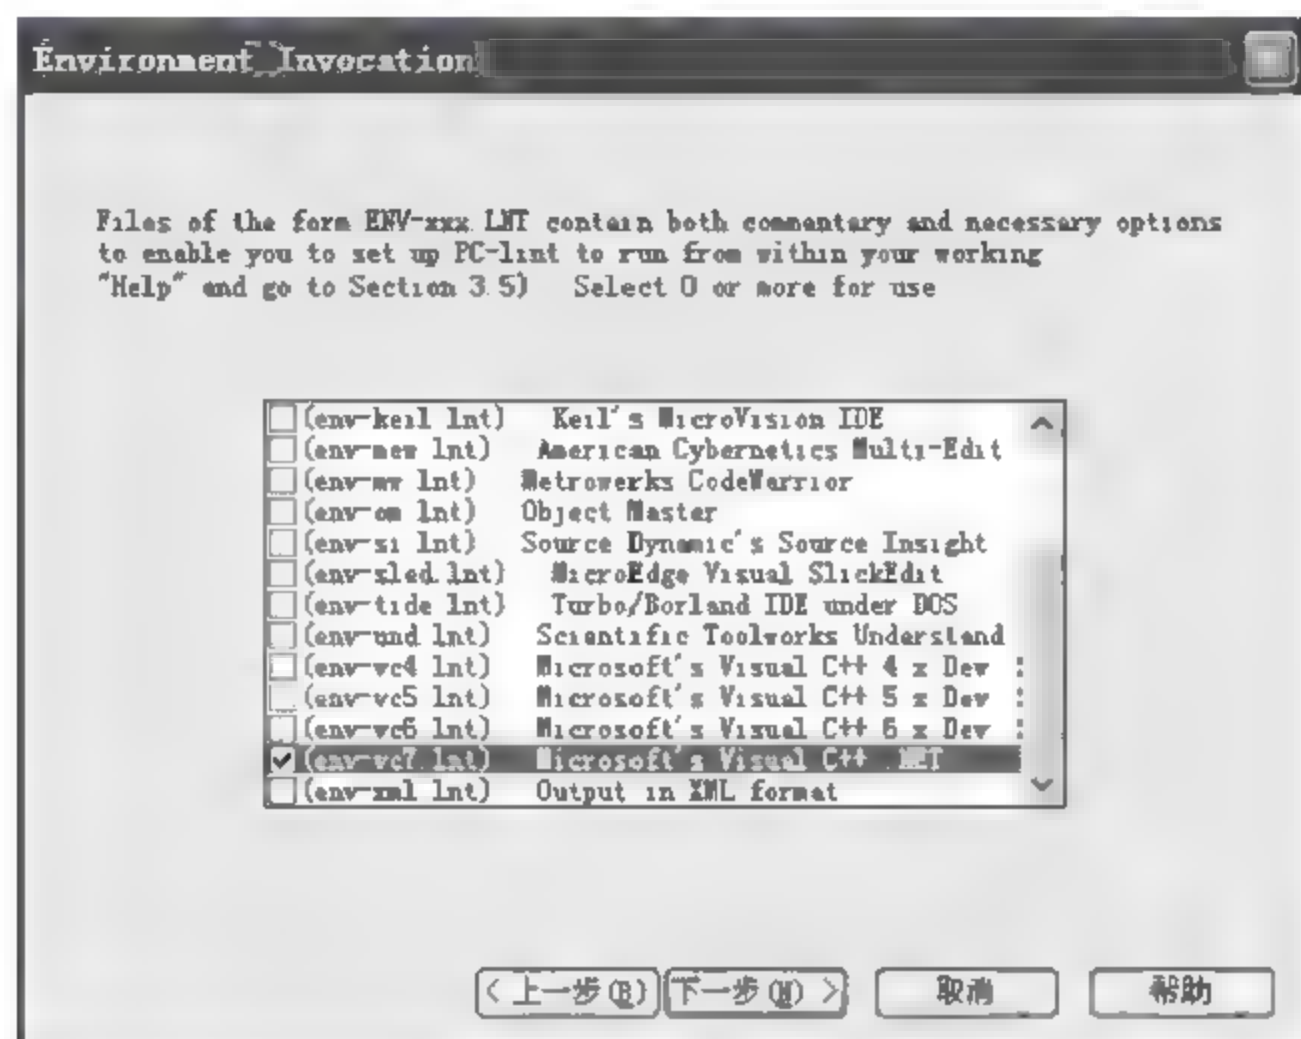 Environment Invocation
Files of the form ENV-xxx.LNT contain both commentary and necessary options
to enable you to set up PC-lint to run from within your working
"Help" and go to Section 3.5)  Select 0 or more for use
(env-keil lnt)  Keil's MicroVision IDE
(env-mew lnt)  American Cybernetics Multi-Edit
(env-mw lnt)  Metrowerks CodeWarrior
(env-om lnt)  Object Master
(env-si lnt)  Source Dynamic's Source Insight
(env-sled.lnt)  MicroEdge Visual SlickEdit
(env-tide lnt)  Turbo/Borland IDE under DOS
(env-und lnt)  Scientific Toolworks Understand
(env-vc4 lnt)  Microsoft's Visual C++ 4 x Dev :
(env-vc5 lnt)  Microsoft's Visual C++ 5 x Dev :
(env-vc6 lnt)  Microsoft's Visual C++ 6 x Dev :
(env-vc7.lnt)  Microsoft's Visual C++ .NET
(env-xml lnt)  Output in XML format
< 上一步(B) 下一步(N) > 取消 帮助